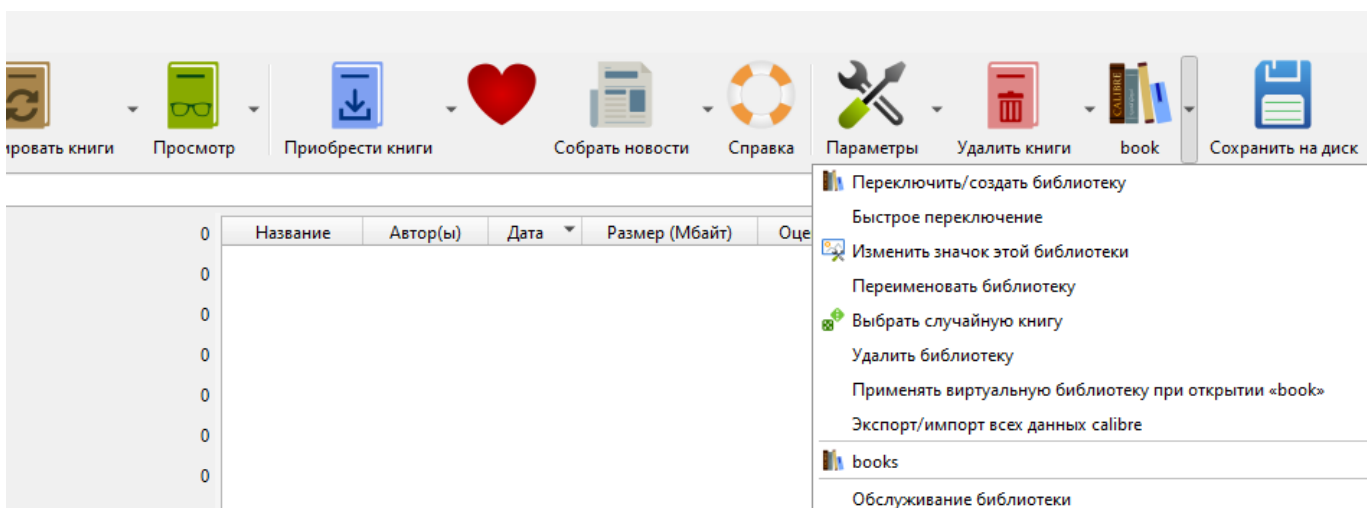 ировать книги Просмотр Приобрести книги Собрать новости Справка Параметры Удалить книги book Сохранить на диск
CALIBRE
Переключить/создать библиотеку
Быстрое переключение
Изменить значок этой библиотеки
Переименовать библиотеку
Выбрать случайную книгу
Удалить библиотеку
Применять виртуальную библиотеку при открытии «book»
Экспорт/импорт всех данных calibre
books
Обслуживание библиотеки
Название Автор(ы) Дата Размер (Мбайт) Оце
0
0
0
0
0
0
0